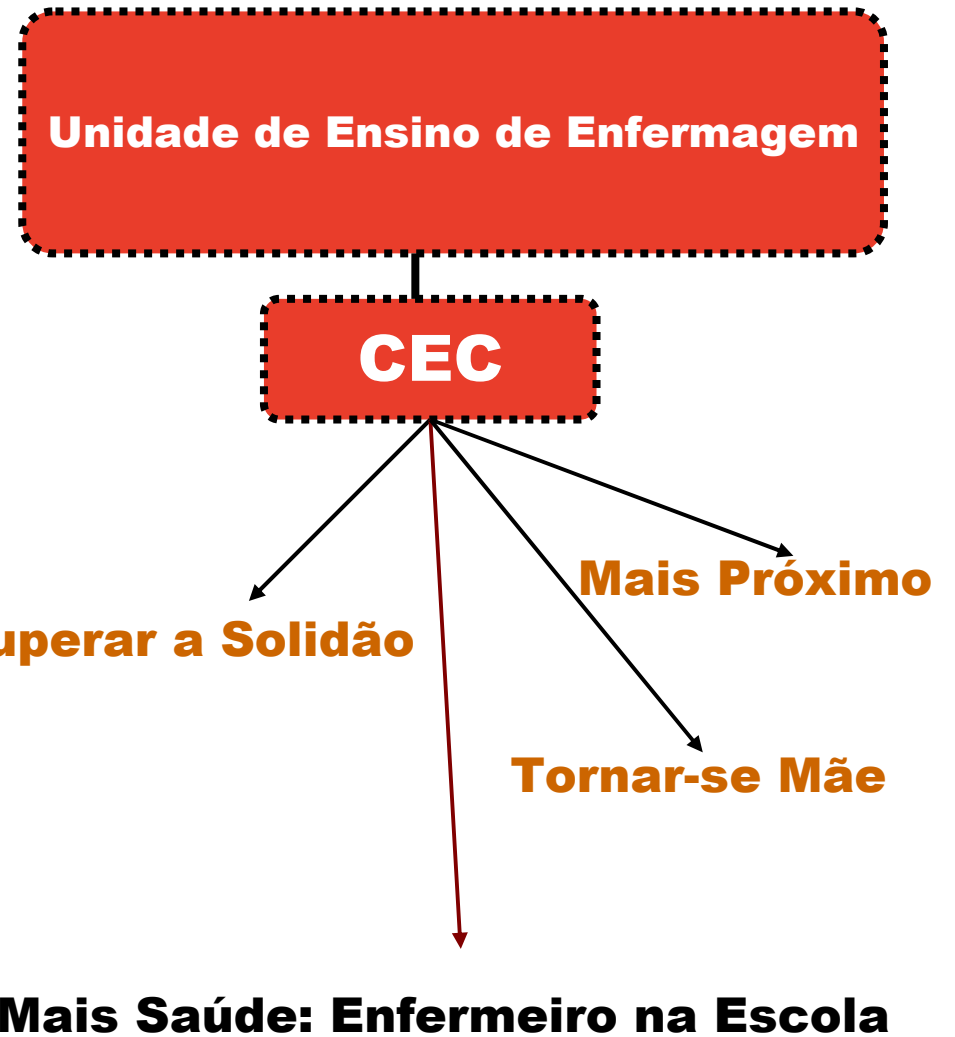 Unidade de Ensino de Enfermagem
CEC
Mais Próximo
uperar a Solidão
Tornar-se Mãe
Mais Saúde: Enfermeiro na Escola